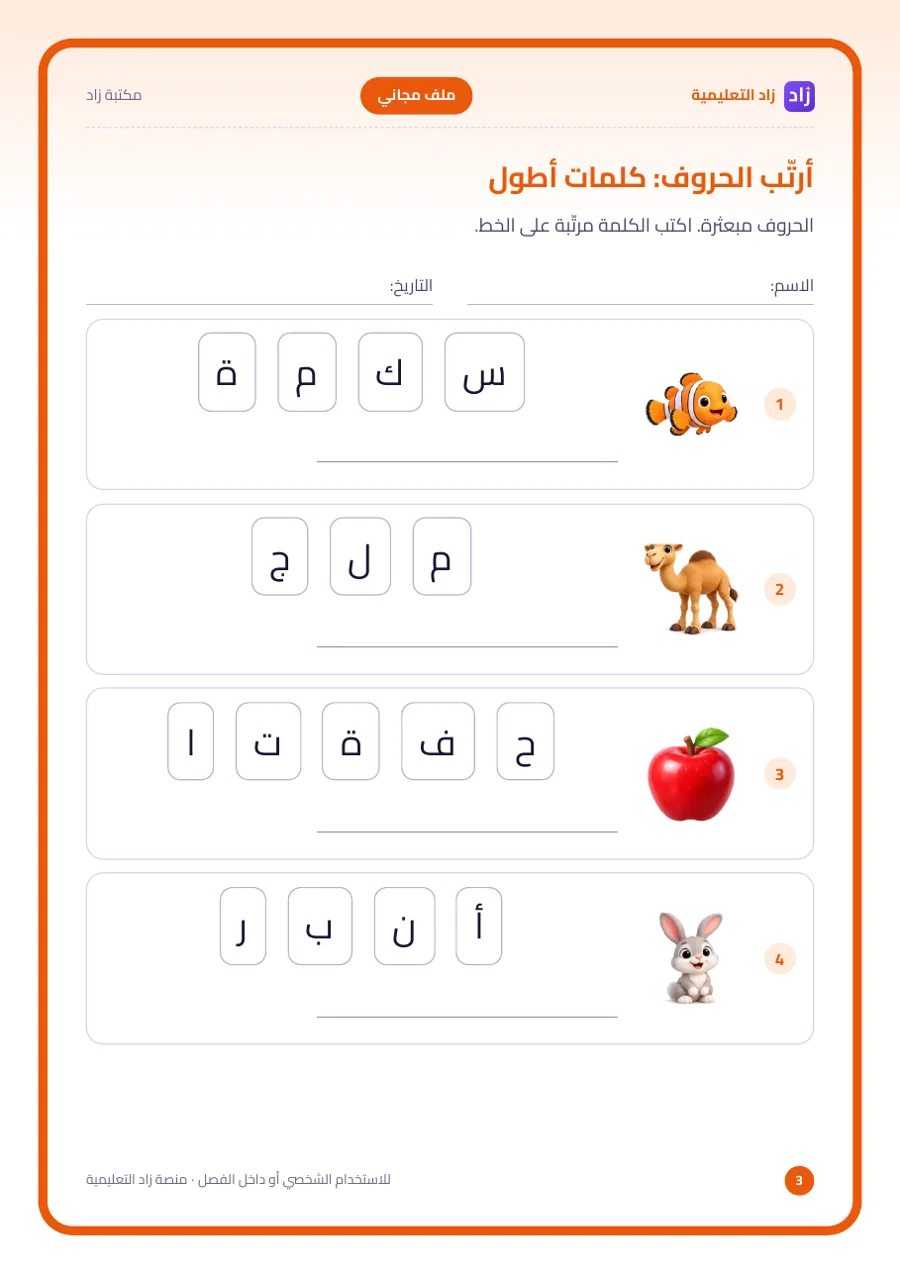 زاد زاد التعليمية
ملف مجاني
مكتبة زاد
أرتّب الحروف: كلمات أطول
الحروف مبعثرة. اكتب الكلمة مرتّبة على الخط.
الاسم:
التاريخ:
1
س ك م ة
2
م ل ج
3
ح ف ة ت ا
4
أ ن ب ر
3
للاستخدام الشخصي أو داخل الفصل · منصة زاد التعليمية